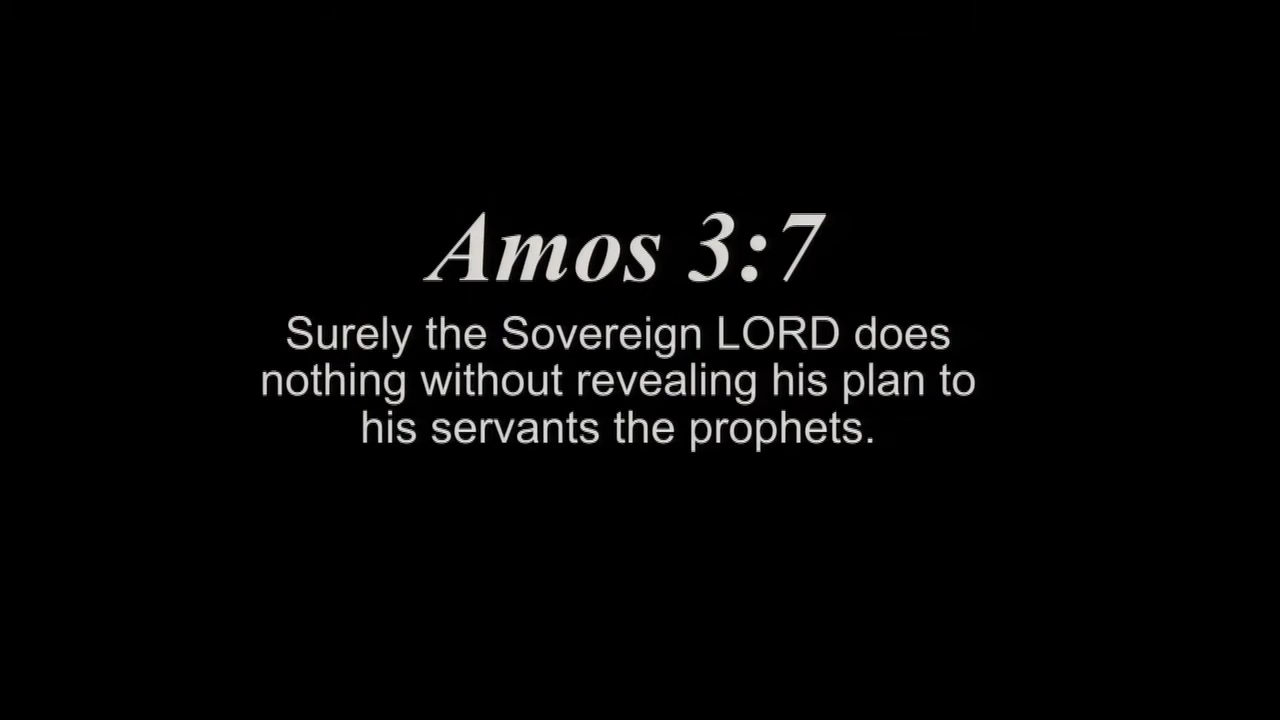 Amos 3:7
Surely the Sovereign LORD does
nothing without revealing his plan to
his servants the prophets.